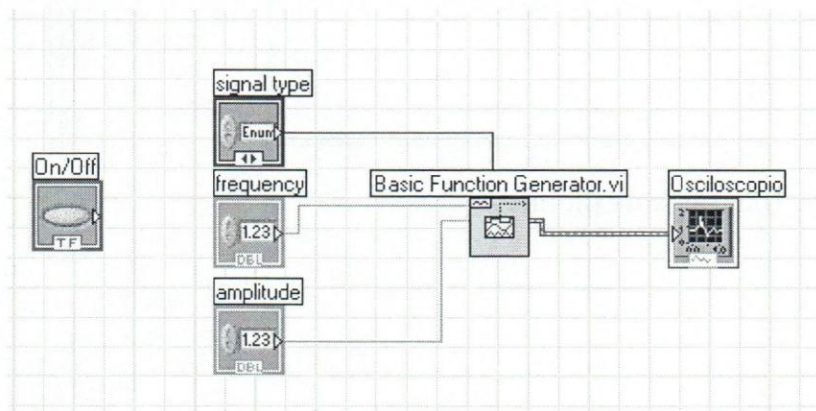 signal type
Enum
On/Off
TF
frequency
1.23
DBL
Basic Function Generator.vi
Osciloscopio
amplitude
1.23
DBL